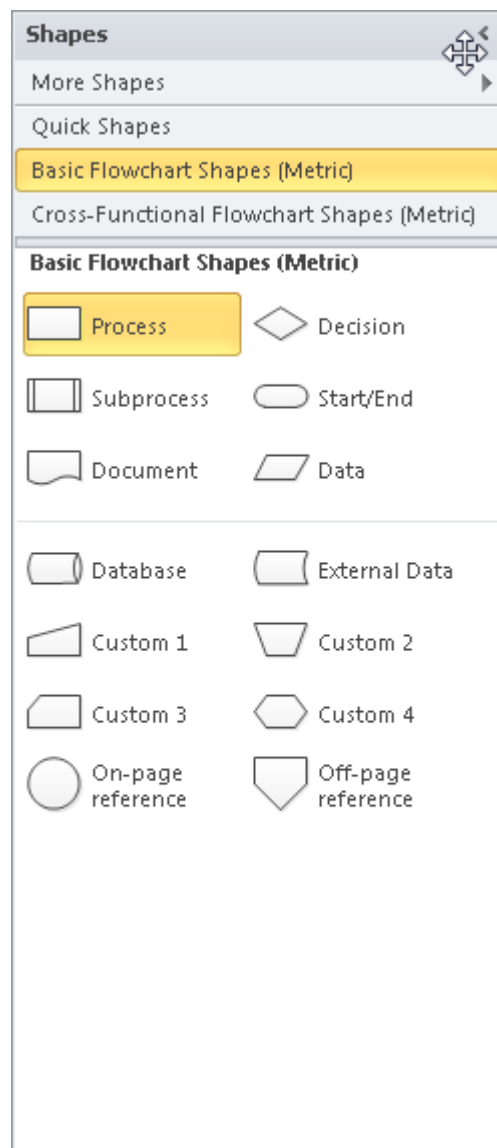 Shapes
More Shapes
Quick Shapes
Basic Flowchart Shapes (Metric)
Cross-Functional Flowchart Shapes (Metric)
Basic Flowchart Shapes (Metric)
Process
Decision
Subprocess
Start/End
Document
Data
Database
External Data
Custom 1
Custom 2
Custom 3
Custom 4
On-page
reference
Off-page
reference